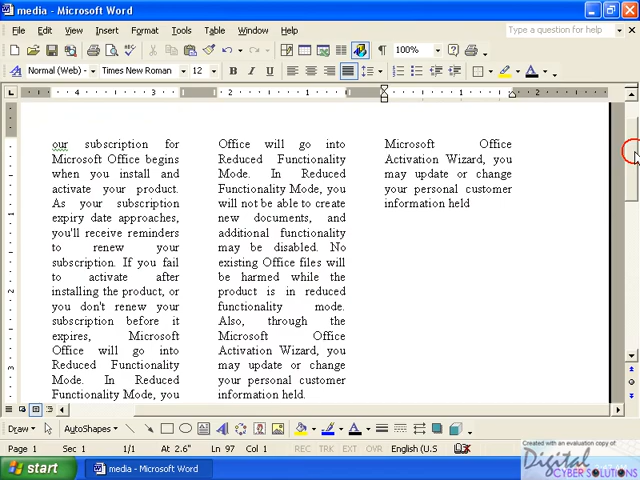 media - Microsoft Word
File Edit View Insert Format Tools Table Window Help
Type a question for help
100%
Normal (Web) Times New Roman 12 B I U A
4 2 1 2
our subscription for
Microsoft Office begins
when you install and
activate your product.
As your subscription
expiry date approaches,
you'll receive reminders
to renew your
subscription. If you fail
to activate after
installing the product, or
you don't renew your
subscription before it
expires, Microsoft
Office will go into
Reduced Functionality
Mode. In Reduced
Functionality Mode, you
Office will go into
Reduced Functionality
Mode. In Reduced
Functionality Mode, you
will not be able to create
new documents, and
additional functionality
may be disabled. No
existing Office files will
be harmed while the
product is in reduced
functionality mode.
Also, through the
Microsoft Office
Activation Wizard, you
may update or change
your personal customer
information held.
Microsoft Office
Activation Wizard, you
may update or change
your personal customer
information held
1
2
3
Draw AutoShapes A
Page 1 Sec 1 1/1 At 2.6" Ln 97 Col 1 REC TRK EXT OVR English (U.S
start media - Microsoft Word
Created with an evaluation copy of
Digital
CYBER SOLUTIONS